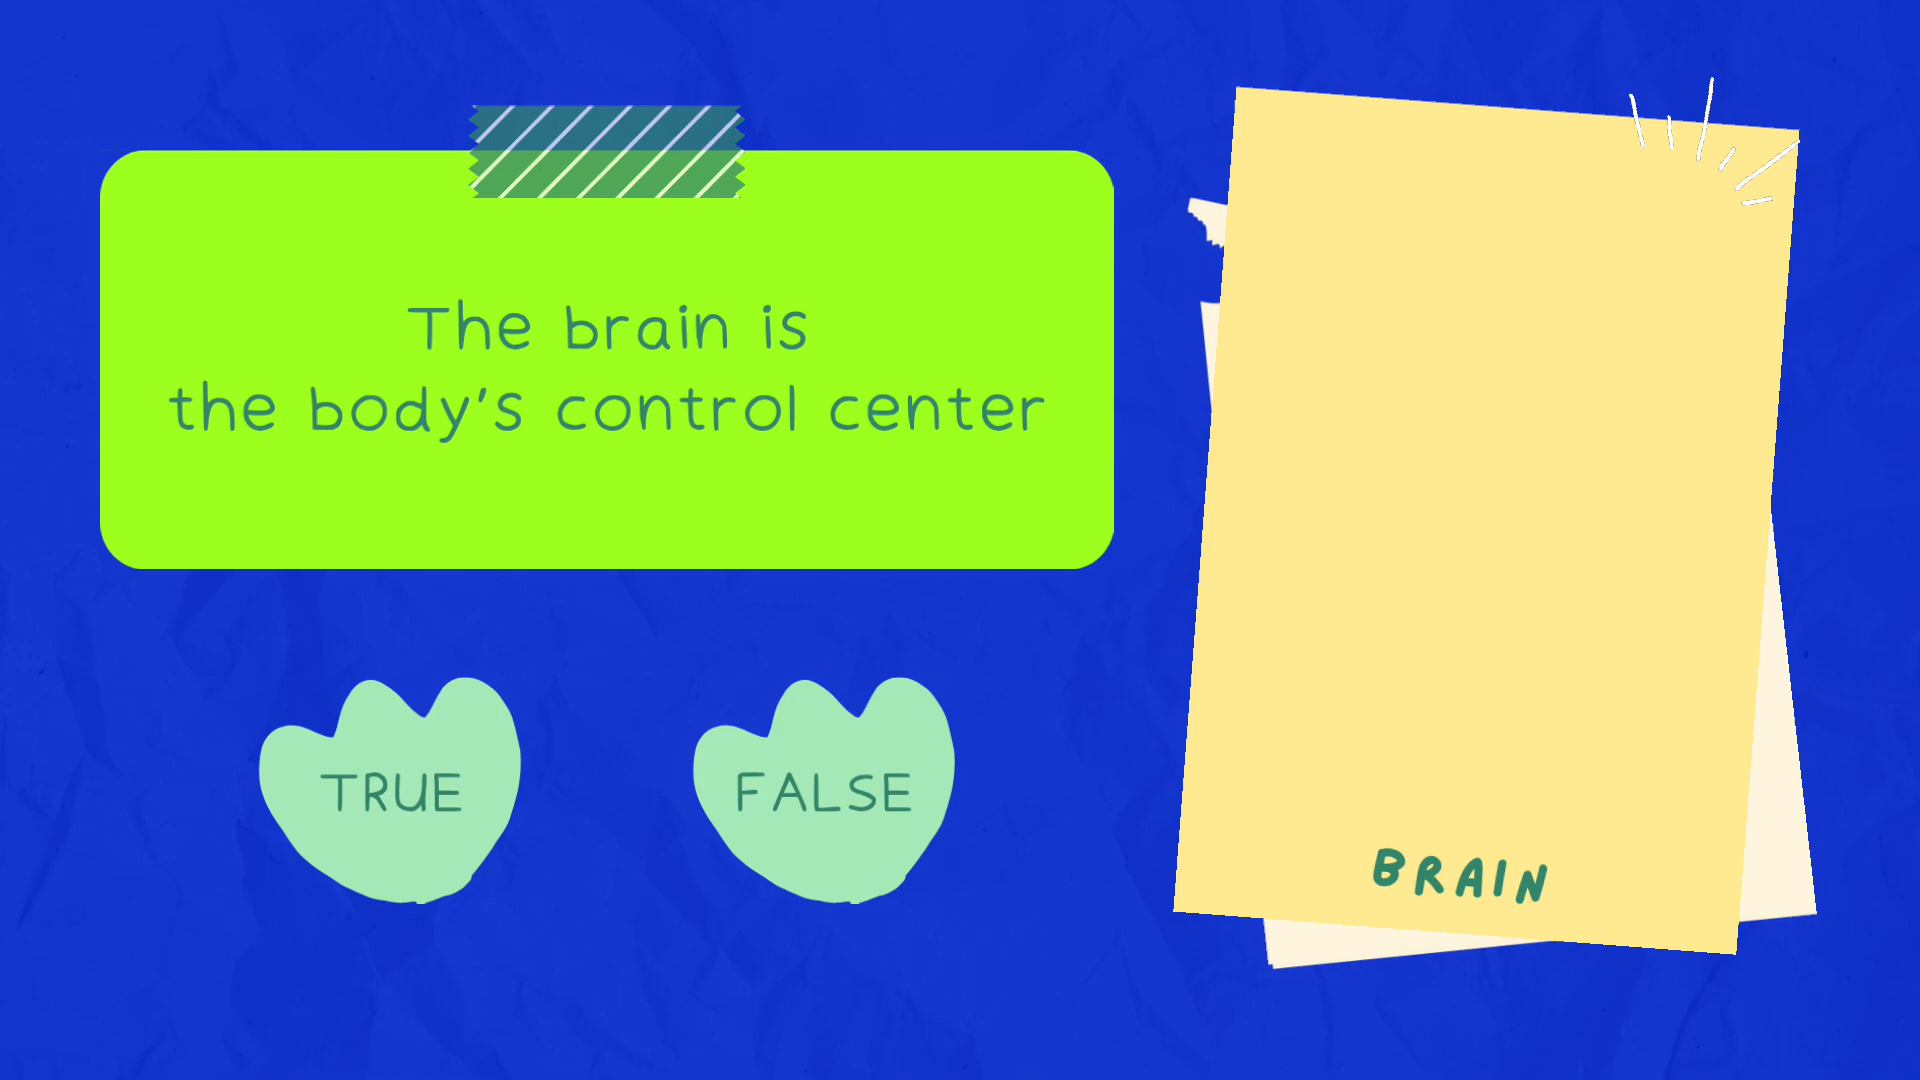 The brain is
the body's control center
TRUE
FALSE
BRAIN